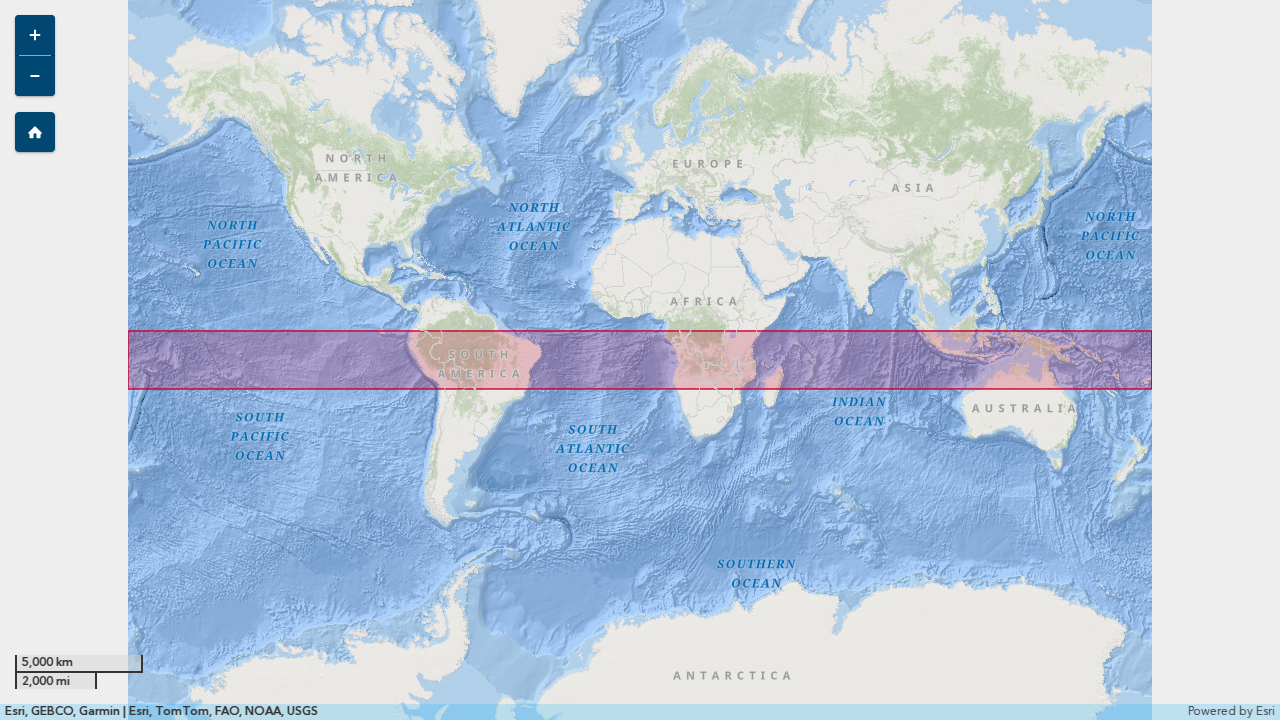 +
−
NORTH
AMERICA
EUROPE
ASIA
NORTH
ATLANTIC
OCEAN
NORTH
PACIFIC
OCEAN
NORTH
PACIFIC
OCEAN
AFRICA
SOUTH
AMERICA
INDIAN
OCEAN
AUSTRALIA
SOUTH
PACIFIC
OCEAN
SOUTH
ATLANTIC
OCEAN
SOUTHERN
OCEAN
ANTARCTICA
5,000 km
2,000 mi
Esri, GEBCO, Garmin | Esri, TomTom, FAO, NOAA, USGS
Powered by Esri